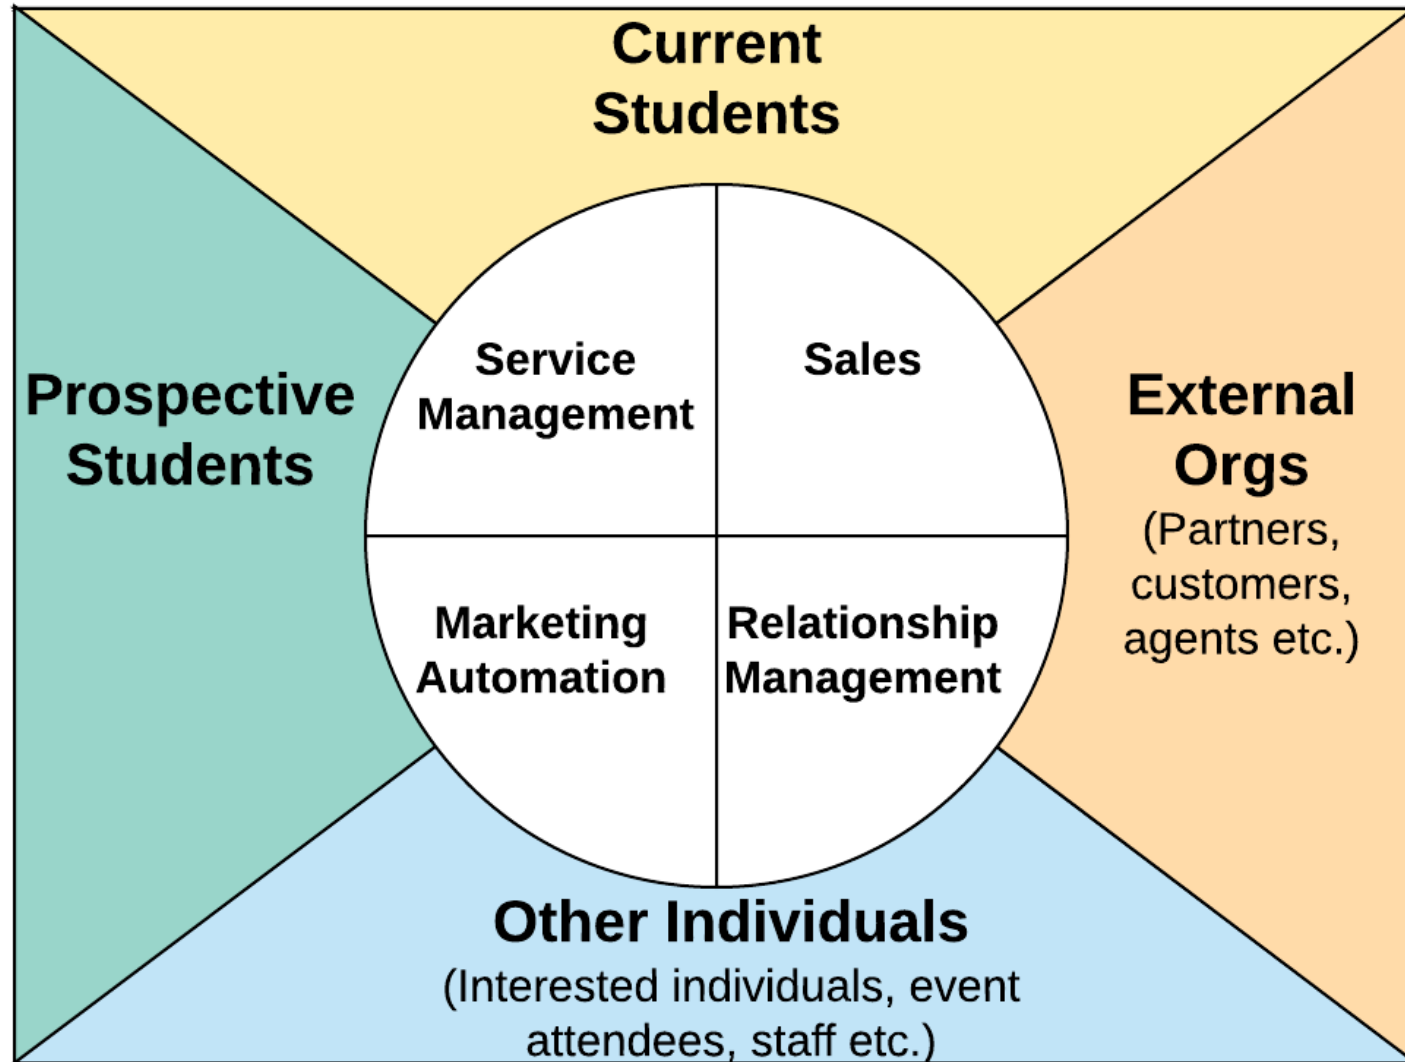 Current
Students
Service
Management
Sales
Prospective
Students
External
Orgs
(Partners,
customers,
agents etc.)
Marketing
Automation
Relationship
Management
Other Individuals
(Interested individuals, event
attendees, staff etc.)